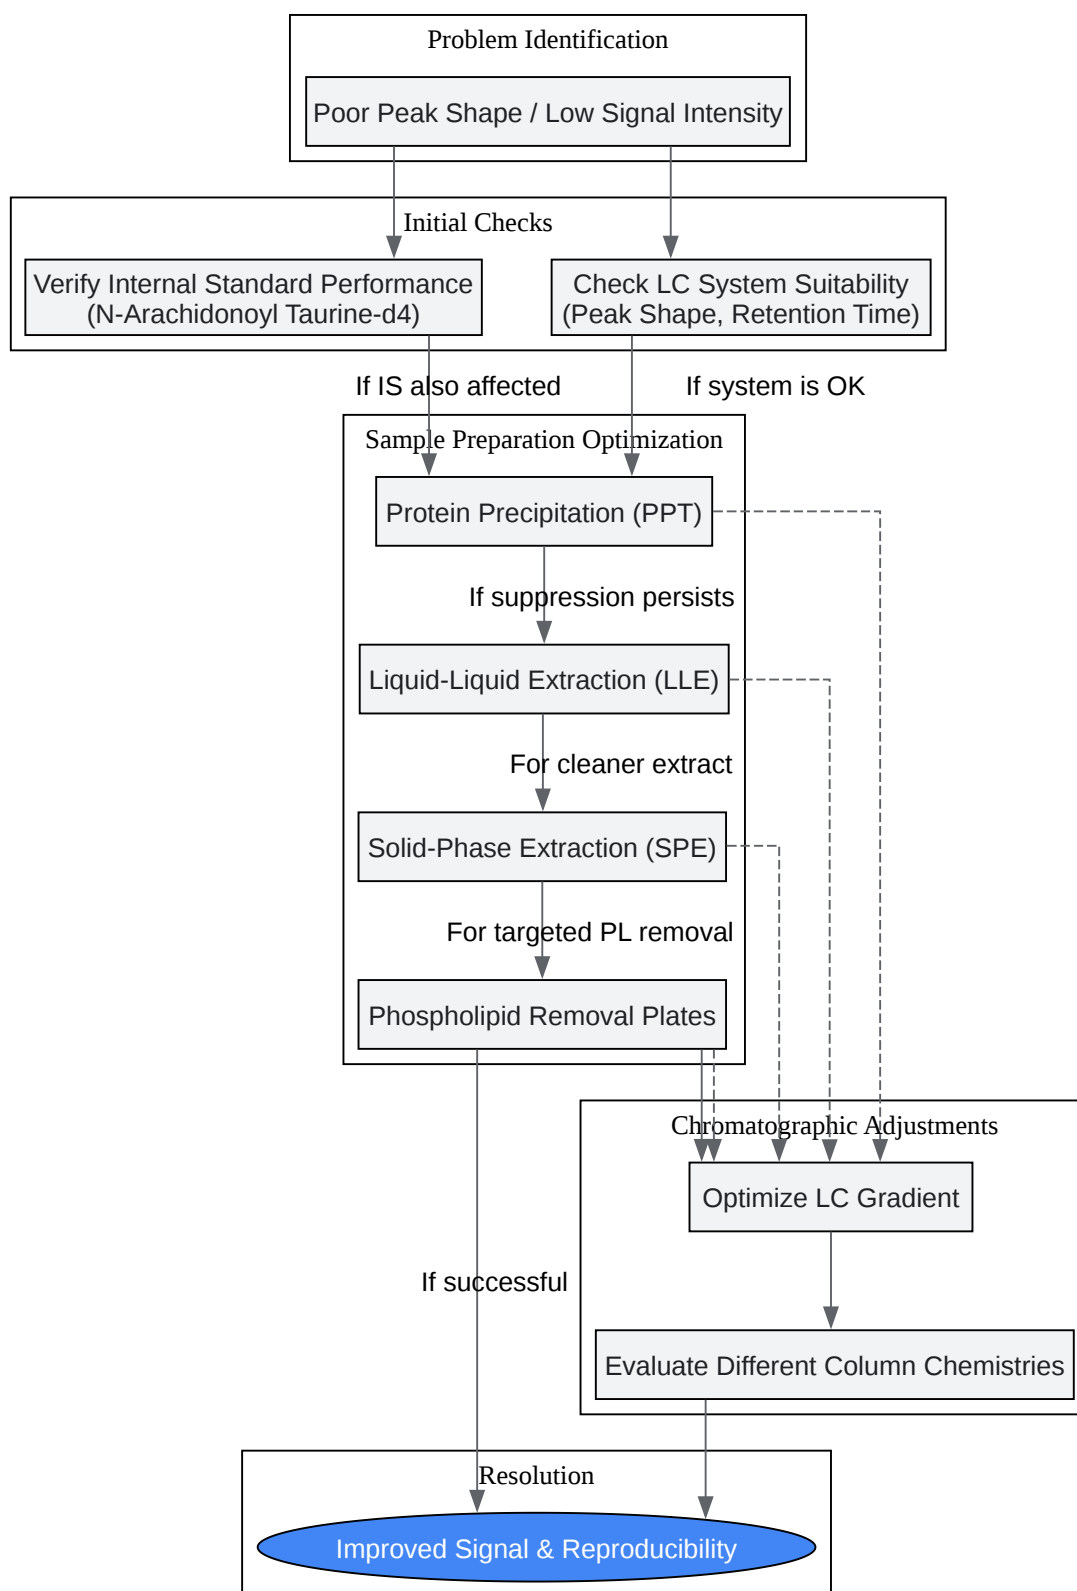 Problem Identification
Poor Peak Shape / Low Signal Intensity
Initial Checks
Verify Internal Standard Performance
(N-Arachidonoyl Taurine-d4)
Check LC System Suitability
(Peak Shape, Retention Time)
If IS also affected
If system is OK
Sample Preparation Optimization
Protein Precipitation (PPT)
If suppression persists
Liquid-Liquid Extraction (LLE)
For cleaner extract
Solid-Phase Extraction (SPE)
For targeted PL removal
Phospholipid Removal Plates
Chromatographic Adjustments
Optimize LC Gradient
If successful
Evaluate Different Column Chemistries
Resolution
Improved Signal & Reproducibility